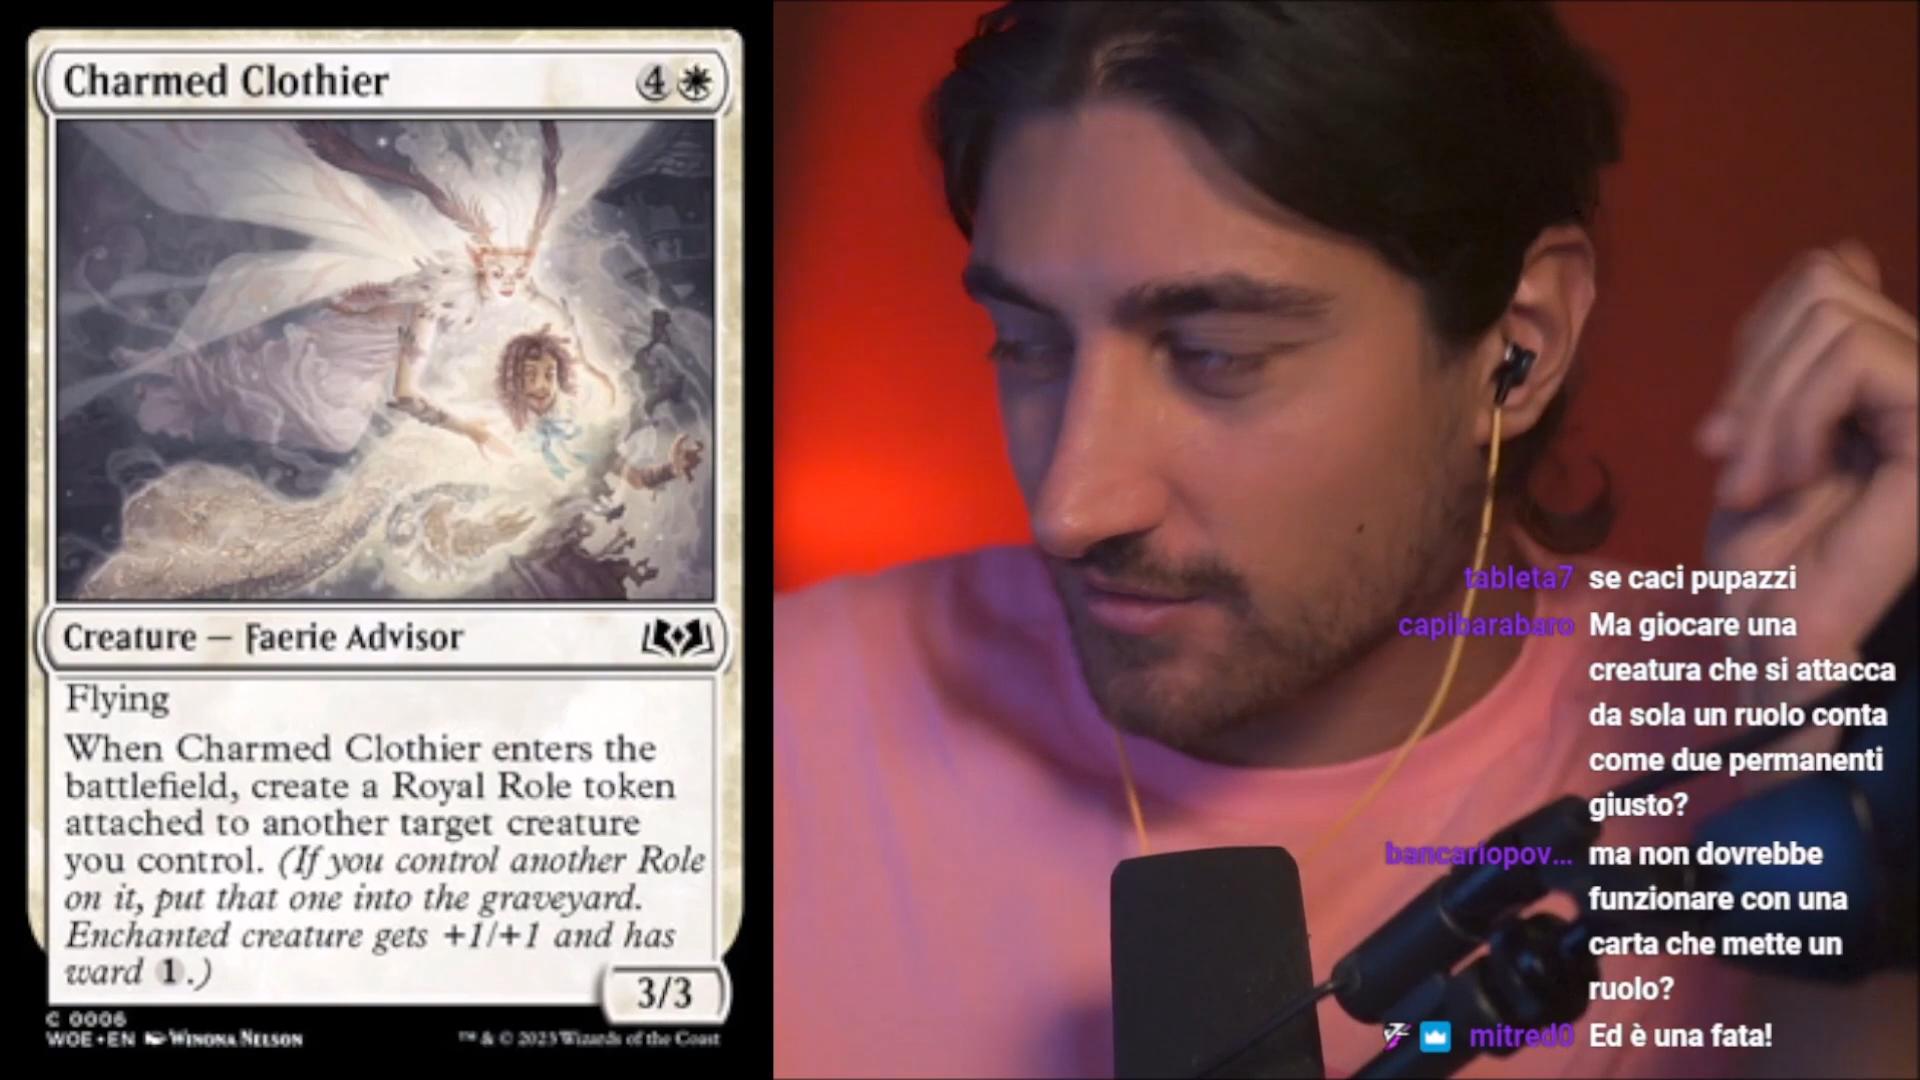 Charmed Clothier 4
Creature — Faerie Advisor
Flying
When Charmed Clothier enters the
battlefield, create a Royal Role token
attached to another target creature
you control. (If you control another Role
on it, put that one into the graveyard.
Enchanted creature gets +1/+1 and has
ward 1.)
3/3
C 0006
WOE • EN Winona Nelson ™ & © 2023 Wizards of the Coast
tableta7 se caci pupazzi
capibarabaro Ma giocare una
creatura che si attacca
da sola un ruolo conta
come due permanenti
giusto?
bancariopov... ma non dovrebbe
funzionare con una
carta che mette un
ruolo?
mitred0 Ed è una fata!